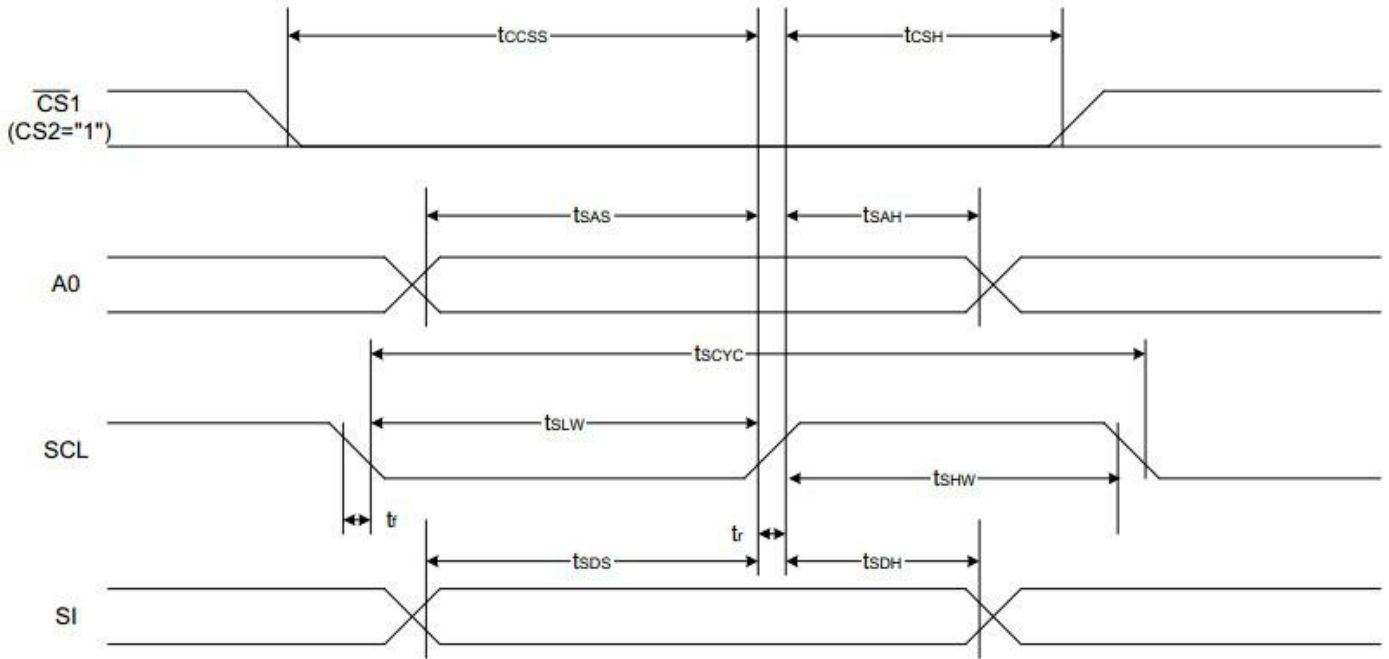 tCCSS
tCSH
CS1
(CS2="1")
tSAS
tSAH
A0
tSCYC
tSLW
SCL
tSHW
tf
tr
tSDS
tSDH
SI